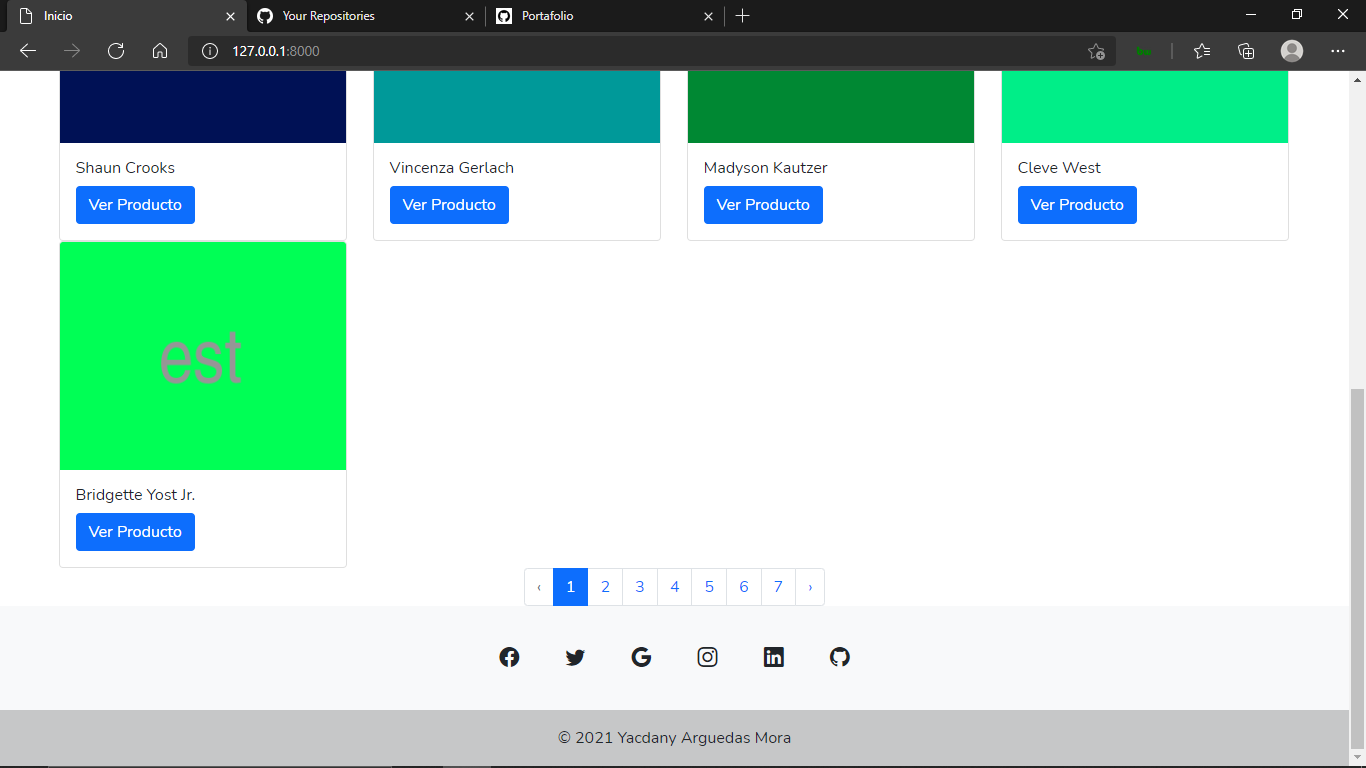 Inicio
Your Repositories
Portafolio
127.0.0.1:8000
bw
Shaun Crooks
Vincenza Gerlach
Madyson Kautzer
Cleve West
Ver Producto
Ver Producto
Ver Producto
Ver Producto
est
Bridgette Yost Jr.
Ver Producto
‹ 1 2 3 4 5 6 7 ›
© 2021 Yacdany Arguedas Mora